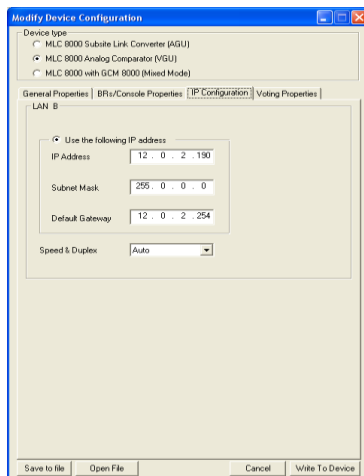 Modify Device Configuration
Device type
MLC 8000 Subsite Link Converter (AGU)
MLC 8000 Analog Comparator (VGU)
MLC 8000 with GCM 8000 (Mixed Mode)
General Properties BRs/Console Properties IP Configuration Voting Properties
LAN B
Use the following IP address
IP Address 12 . 0 . 2 . 190
Subnet Mask 255 . 0 . 0 . 0
Default Gateway 12 . 0 . 2 . 254
Speed & Duplex Auto
Save to file Open File Cancel Write To Device